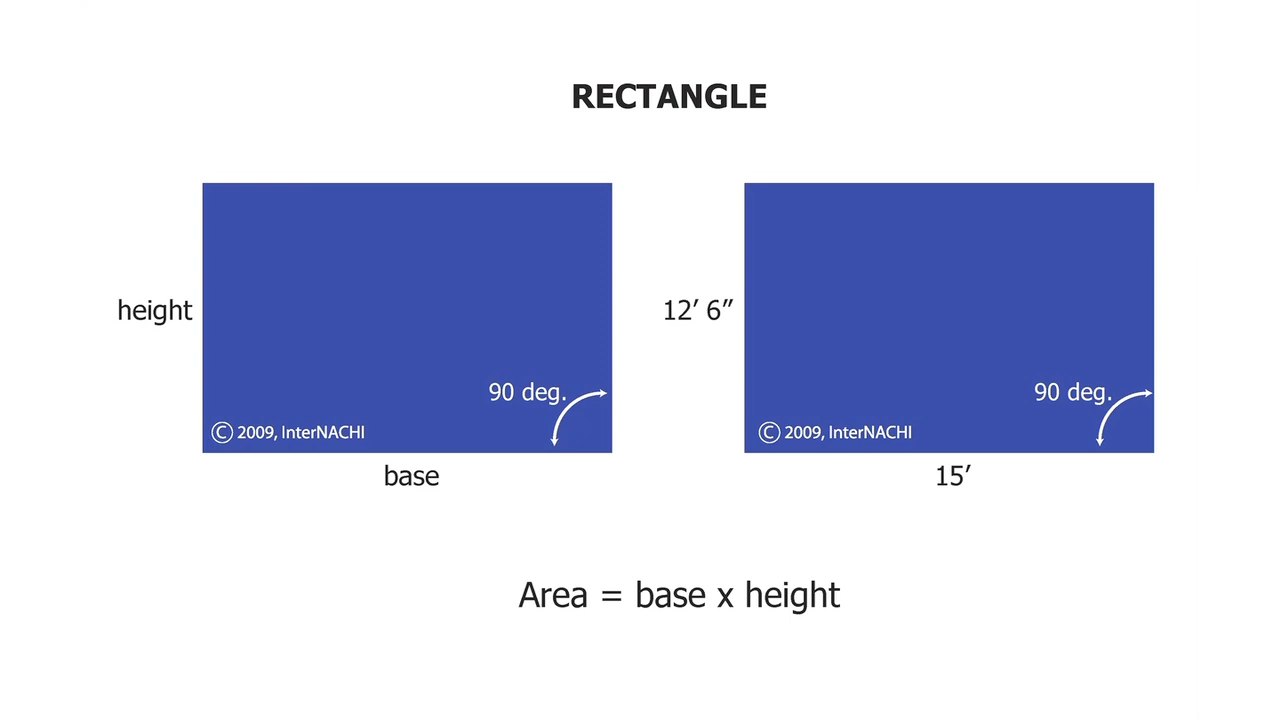 RECTANGLE
height
90 deg.
© 2009, InterNACHI
base
12′ 6″
90 deg.
© 2009, InterNACHI
15′
Area = base x height